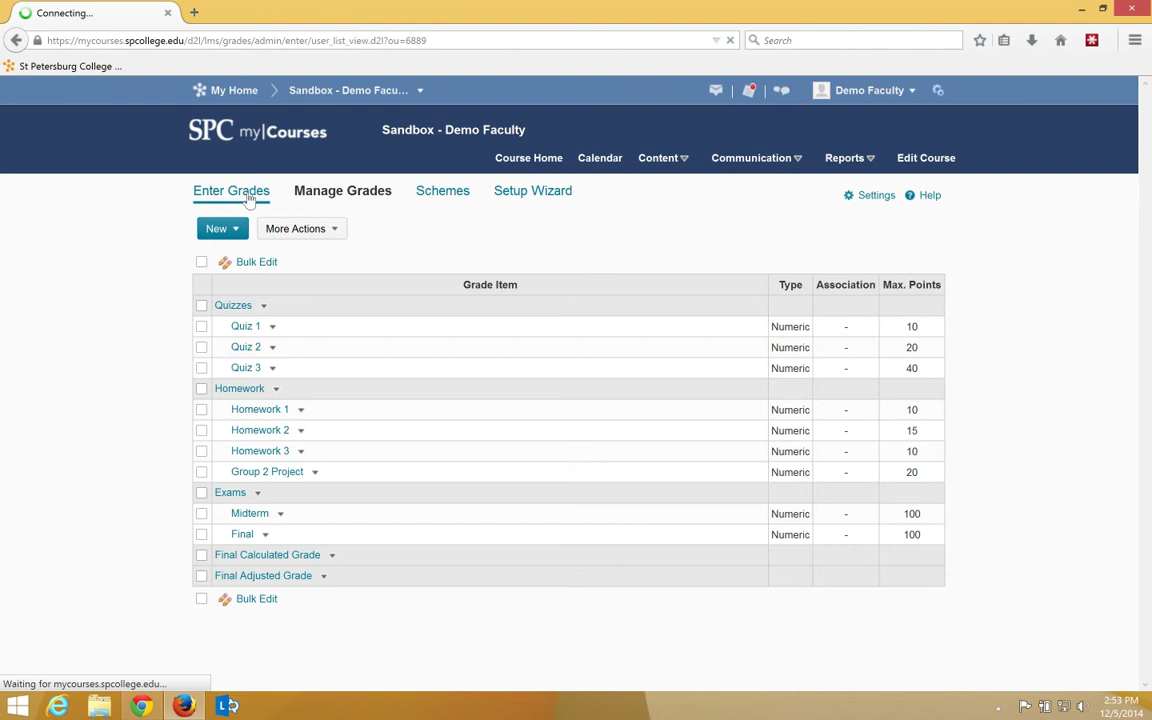 Connecting...
https://mycourses.spcollege.edu/d2l/lms/grades/admin/enter/user_list_view.d2l?ou=6889
Search
St Petersburg College ...
My Home
Sandbox - Demo Facu...
Demo Faculty
SPC my|Courses
Sandbox - Demo Faculty
Course Home
Calendar
Content
Communication
Reports
Edit Course
Enter Grades
Manage Grades
Schemes
Setup Wizard
Settings
Help
New
More Actions
Bulk Edit
Grade Item Type Association Max. Points
Quizzes
Quiz 1 Numeric - 10
Quiz 2 Numeric - 20
Quiz 3 Numeric - 40
Homework
Homework 1 Numeric - 10
Homework 2 Numeric - 15
Homework 3 Numeric - 10
Group 2 Project Numeric - 20
Exams
Midterm Numeric - 100
Final Numeric - 100
Final Calculated Grade
Final Adjusted Grade
Bulk Edit
Waiting for mycourses.spcollege.edu...
2:53 PM
12/5/2014